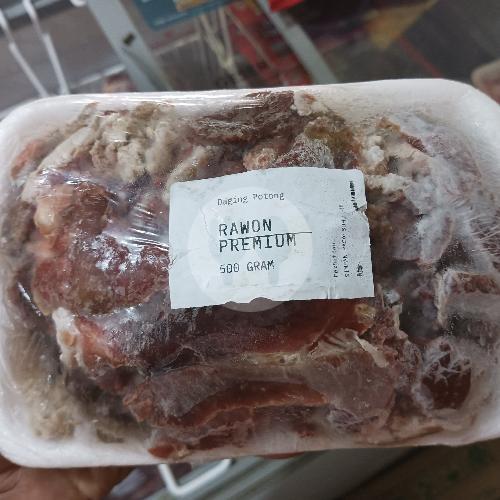 Daging Potong
RAWON
PREMIUM
500 GRAM